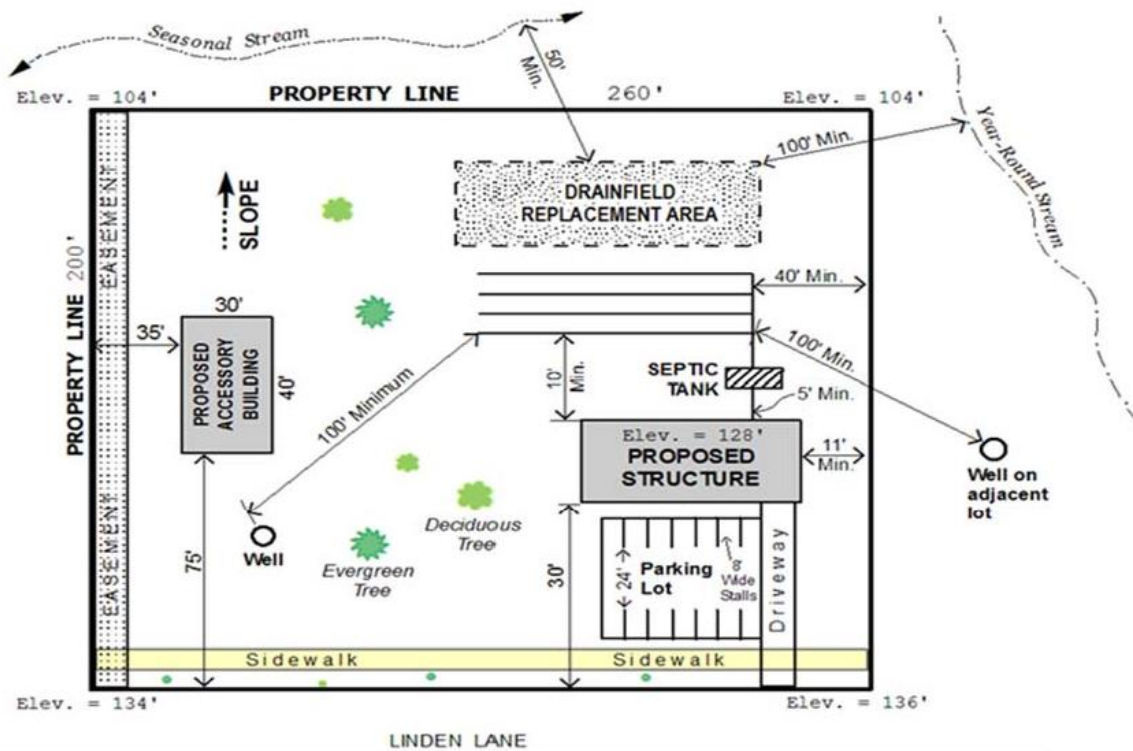 Seasonal Stream
50'
Min.
Elev. = 104'
PROPERTY LINE
260'
Elev. = 104'
100' Min.
Year-Round Stream
EASEMENT
SLOPE
DRAINFIELD
REPLACEMENT AREA
PROPERTY LINE 200'
40' Min.
30'
35'
PROPOSED
ACCESSORY
BUILDING
40'
100' Minimum
10'
Min.
SEPTIC
TANK
100' Min.
5' Min.
Elev. = 128'
PROPOSED
STRUCTURE
11'
Min.
Well on
adjacent
lot
Deciduous
Tree
Well
Evergreen
Tree
EASEMENT
75'
30'
24'
Parking
Lot
8'
Wide
Stalls
Driveway
Sidewalk
Sidewalk
Elev. = 134'
Elev. = 136'
LINDEN LANE